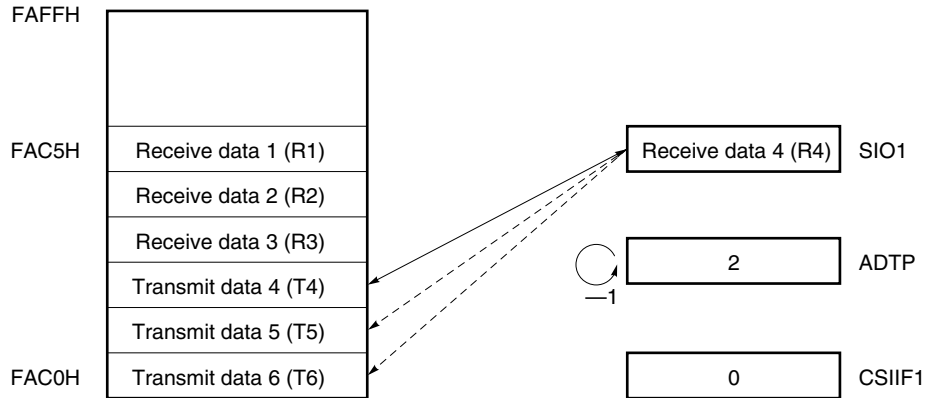 FAFFH
FAC5H
Receive data 1 (R1)
Receive data 4 (R4)
SIO1
Receive data 2 (R2)
Receive data 3 (R3)
2
ADTP
Transmit data 4 (T4)
—1
Transmit data 5 (T5)
FAC0H
Transmit data 6 (T6)
0
CSIIF1